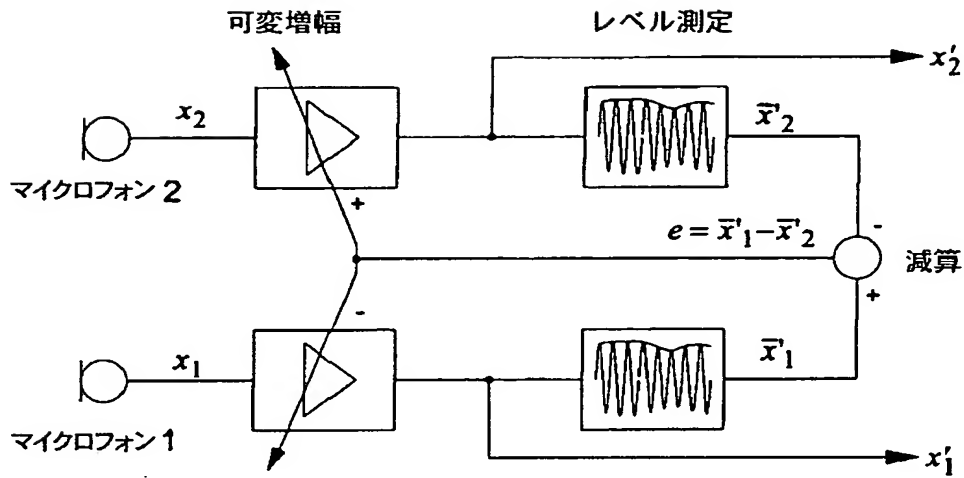 可変増幅
レベル測定
x′2
x2
x̅'2
マイクロフォン2
+
e = x̅'1 − x̅'2
-
減算
+
-
x1
x̅'1
マイクロフォン1
x′1